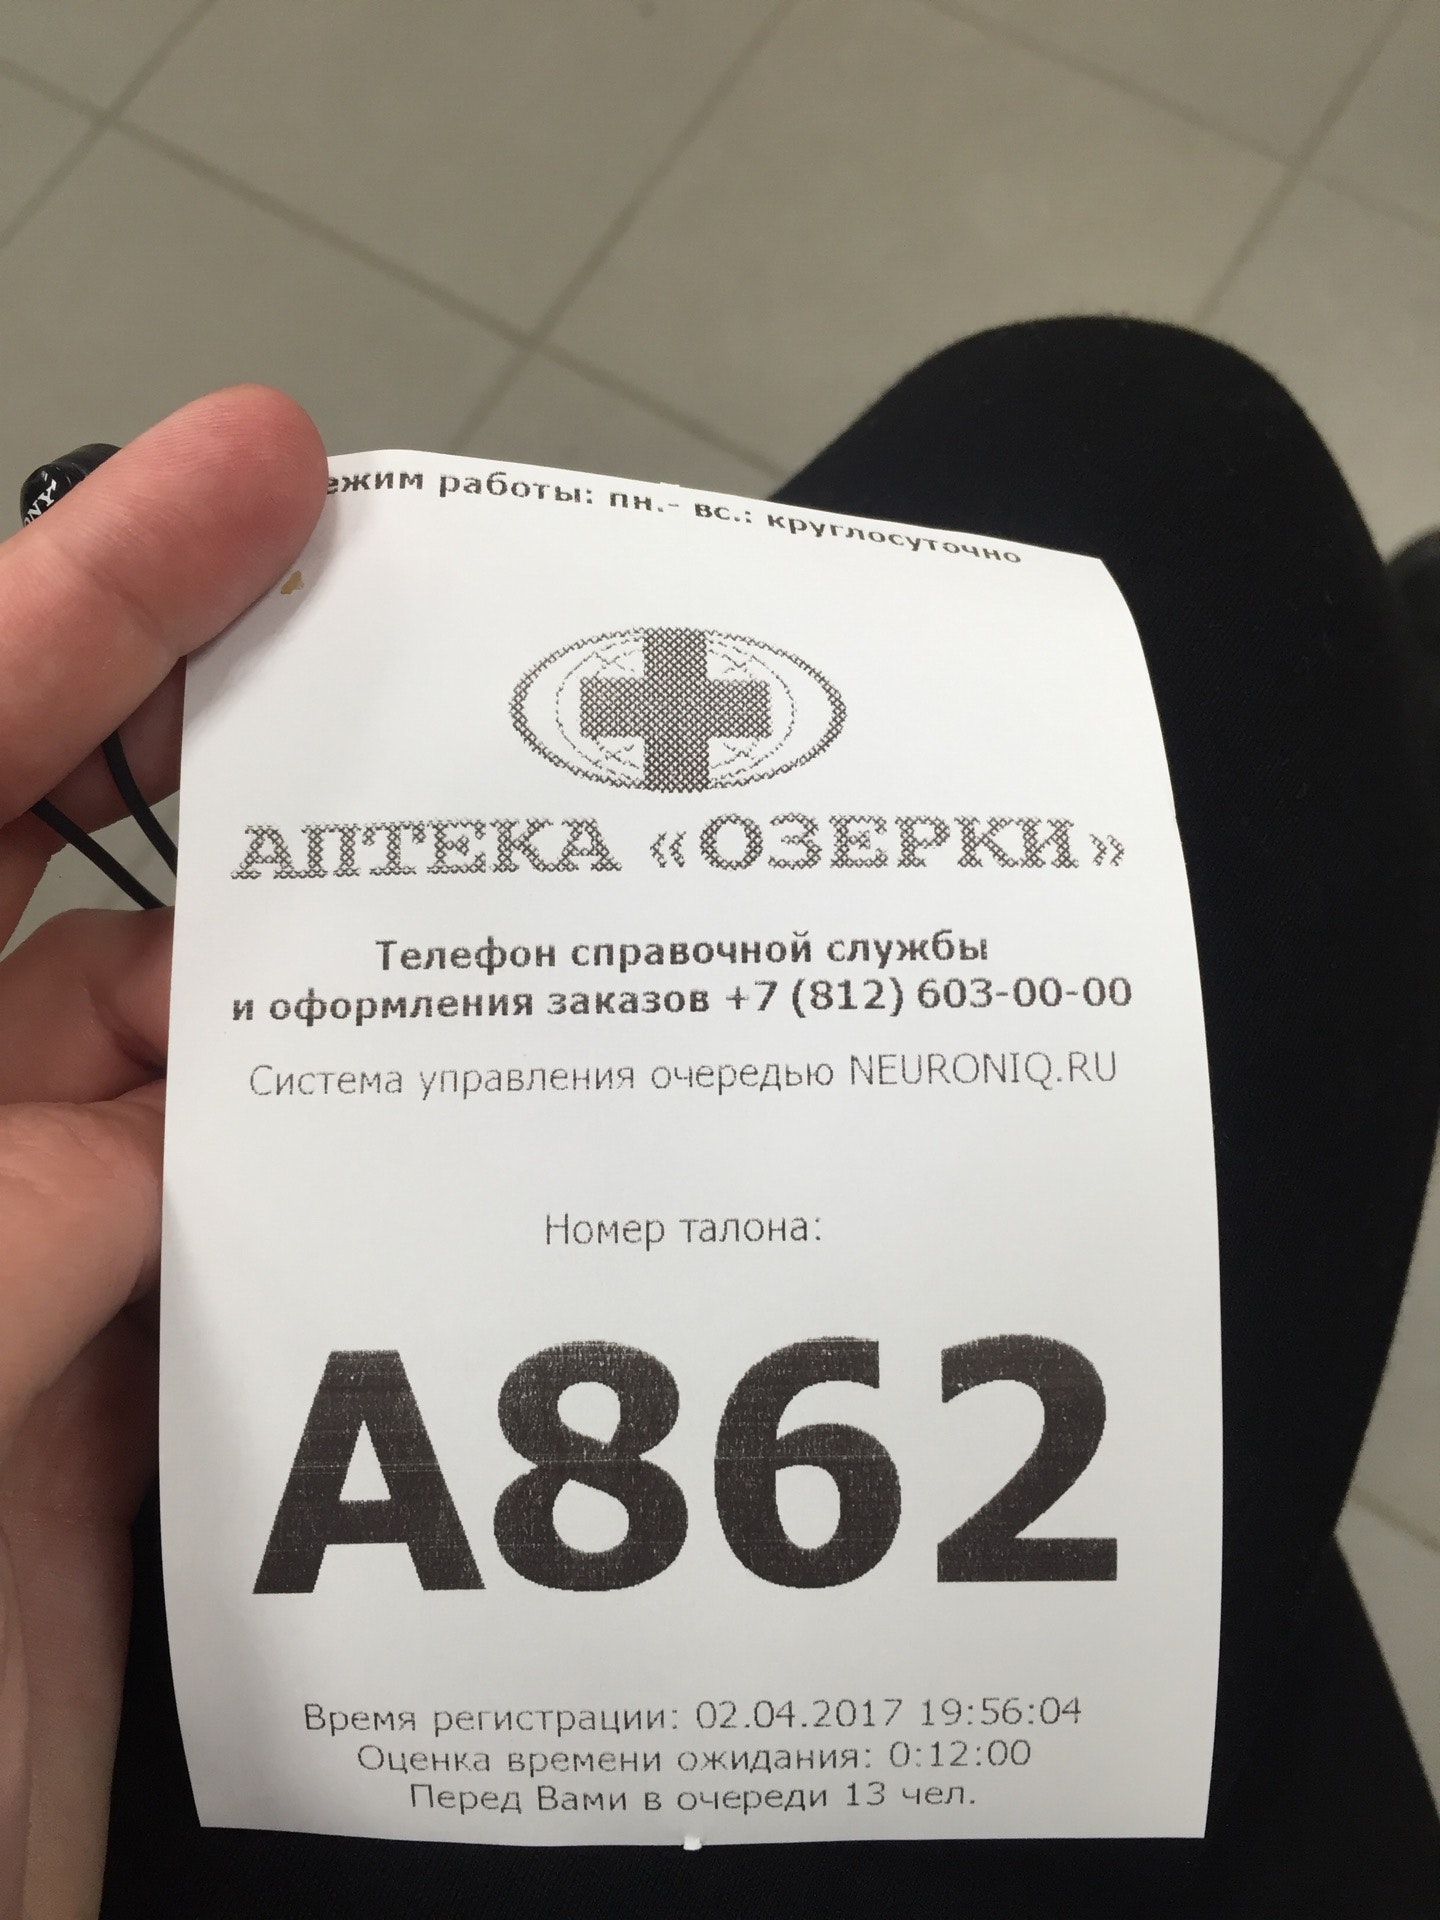 ежим работы: пн.- вс.: круглосуточно
АПТЕКА «ОЗЕРКИ»
Телефон справочной службы
и оформления заказов +7 (812) 603-00-00
Система управления очередью NEURONIQ.RU
Номер талона:
А862
Время регистрации: 02.04.2017 19:56:04
Оценка времени ожидания: 0:12:00
Перед Вами в очереди 13 чел.